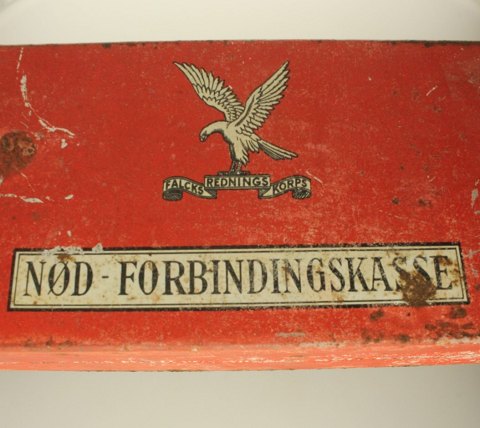 FALCKS REDNINGS KORPS
NØD-FORBINDINGSKASSE